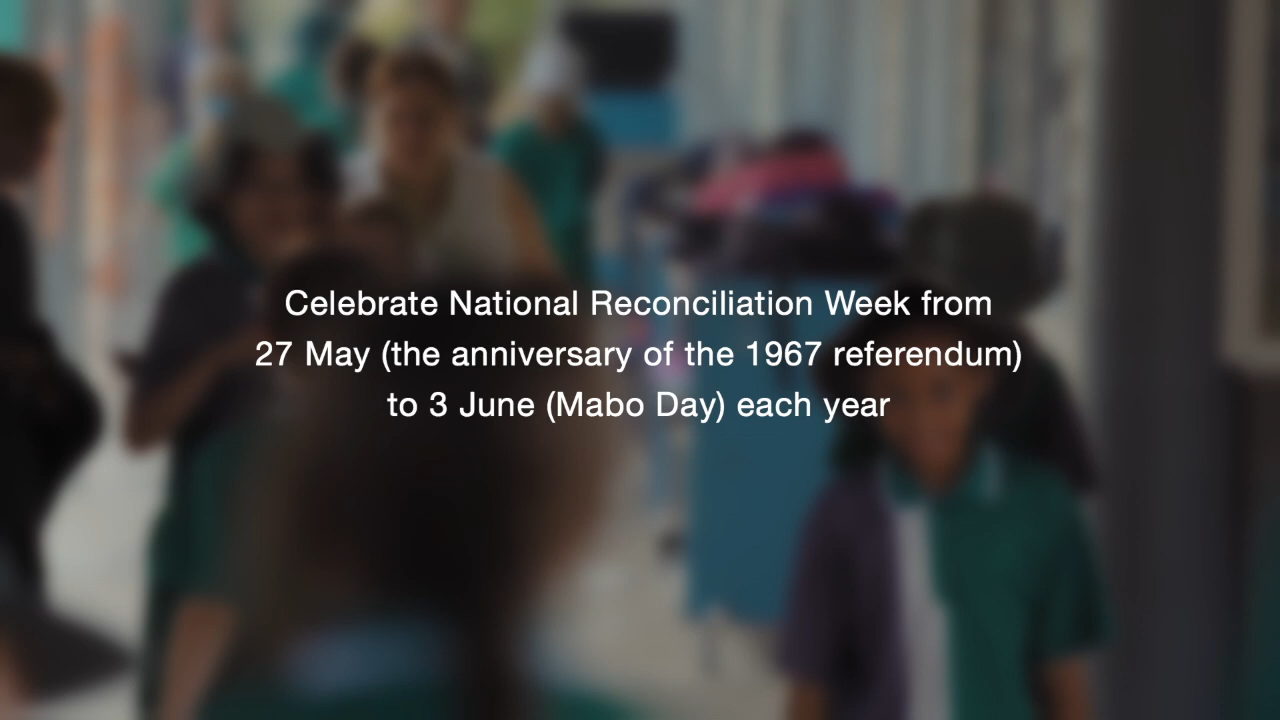 Celebrate National Reconciliation Week from
27 May (the anniversary of the 1967 referendum)
to 3 June (Mabo Day) each year